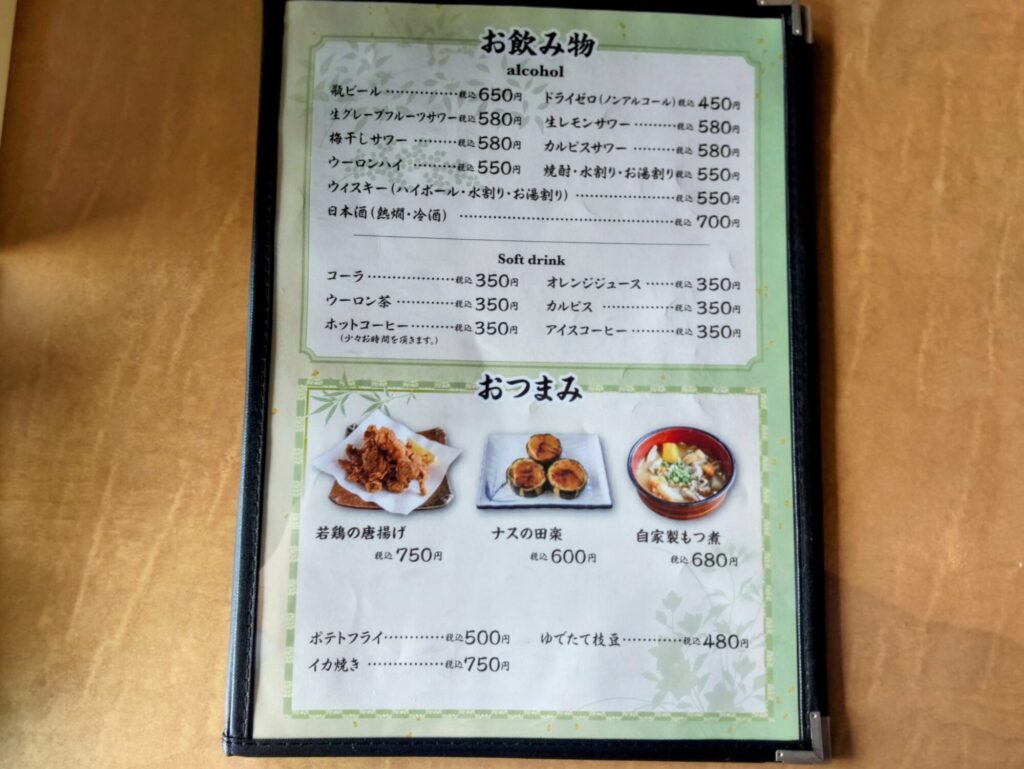 お飲み物
alcohol
瓶ビール ………… 税込 650円
ドライゼロ(ノンアルコール) 税込 450円
生グレープフルーツサワー 税込 580円
生レモンサワー ………… 税込 580円
梅干しサワー ………… 税込 580円
カルピスサワー ………… 税込 580円
ウーロンハイ ………… 税込 550円
焼酎・水割り・お湯割り 税込 550円
ウィスキー(ハイボール・水割り・お湯割り) ………… 税込 550円
日本酒(熱燗・冷酒) ………… 税込 700円
Soft drink
コーラ ………… 税込 350円
オレンジジュース …… 税込 350円
ウーロン茶 ………… 税込 350円
カルピス ………… 税込 350円
ホットコーヒー ……… 税込 350円
(少々お時間を頂きます。)
アイスコーヒー ………… 税込 350円
おつまみ
若鶏の唐揚げ
税込 750円
ナスの田楽
税込 600円
自家製もつ煮
税込 680円
ポテトフライ ………… 税込 500円
ゆでたて枝豆 ………… 税込 480円
イカ焼き ………… 税込 750円